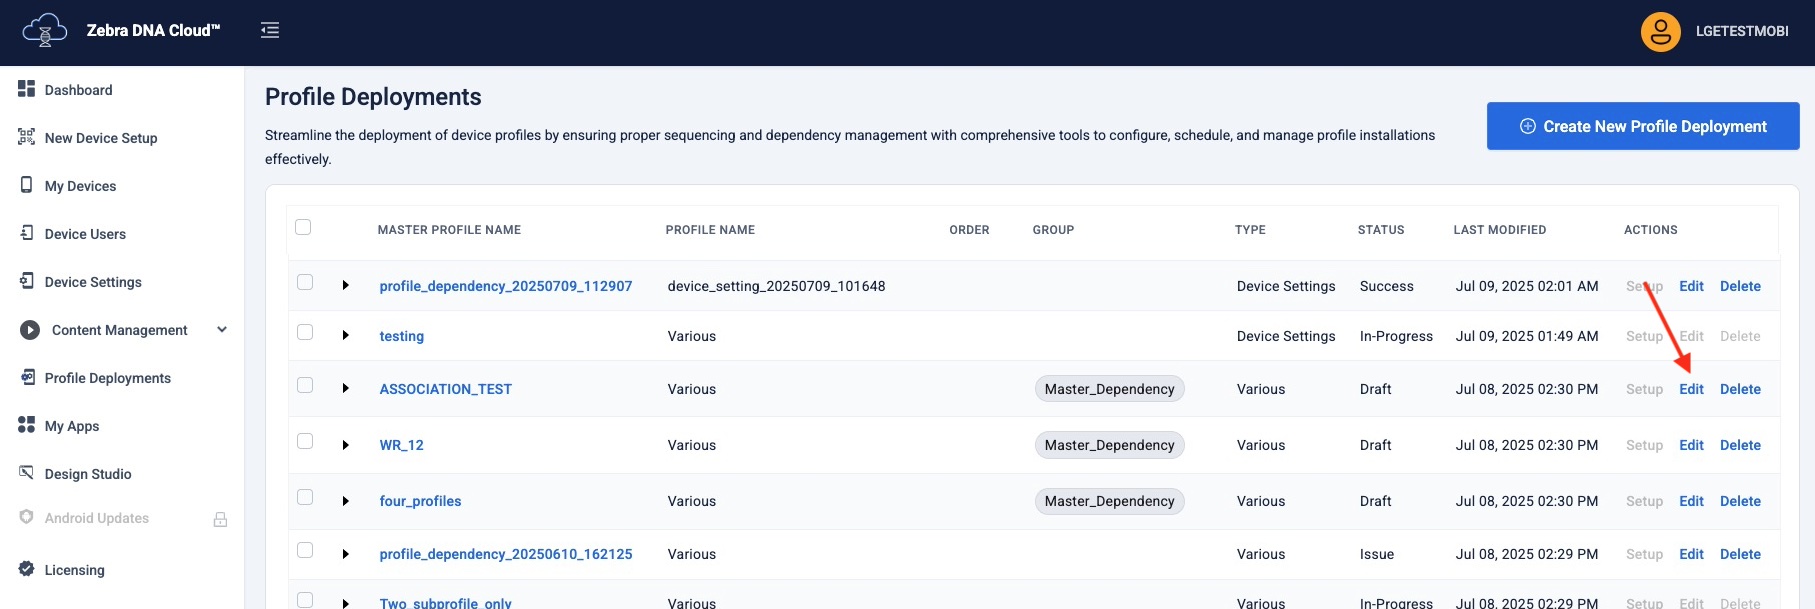 Zebra DNA Cloud™
LGETESTMOBI
Dashboard
New Device Setup
My Devices
Device Users
Device Settings
Content Management
Profile Deployments
My Apps
Design Studio
Android Updates
Licensing
Profile Deployments
Streamline the deployment of device profiles by ensuring proper sequencing and dependency management with comprehensive tools to configure, schedule, and manage profile installations
effectively.
Create New Profile Deployment
MASTER PROFILE NAME PROFILE NAME ORDER GROUP TYPE STATUS LAST MODIFIED ACTIONS
profile_dependency_20250709_112907 device_setting_20250709_101648 Device Settings Success Jul 09, 2025 02:01 AM Setup Edit Delete
testing Various Device Settings In-Progress Jul 09, 2025 01:49 AM Setup Edit Delete
ASSOCIATION_TEST Various Master_Dependency Various Draft Jul 08, 2025 02:30 PM Setup Edit Delete
WR_12 Various Master_Dependency Various Draft Jul 08, 2025 02:30 PM Setup Edit Delete
four_profiles Various Master_Dependency Various Draft Jul 08, 2025 02:30 PM Setup Edit Delete
profile_dependency_20250610_162125 Various Various Issue Jul 08, 2025 02:29 PM Setup Edit Delete
Two_subprofile_only Various Various In-Progress Jul 08, 2025 02:29 PM Setup Edit Delete